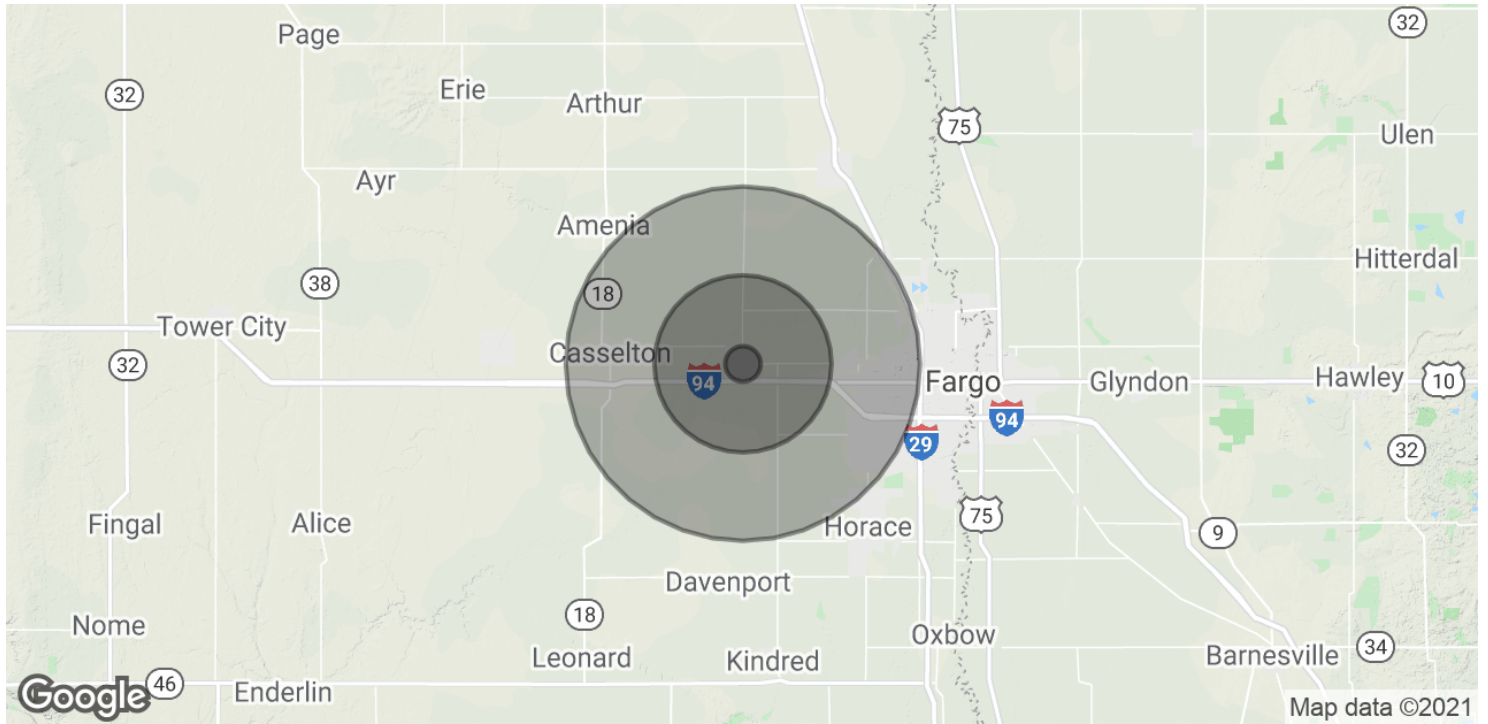 32
Page
Erie
Arthur
32
75
Ulen
Ayr
Amenia
Hitterdal
38
18
Tower City
Casselton
32
94
Fargo
Glyndon
Hawley
10
94
29
32
Fingal
Alice
Horace
75
9
Davenport
18
Nome
Oxbow
Leonard
Kindred
Barnesville
34
Google
46
Enderlin
Map data ©2021